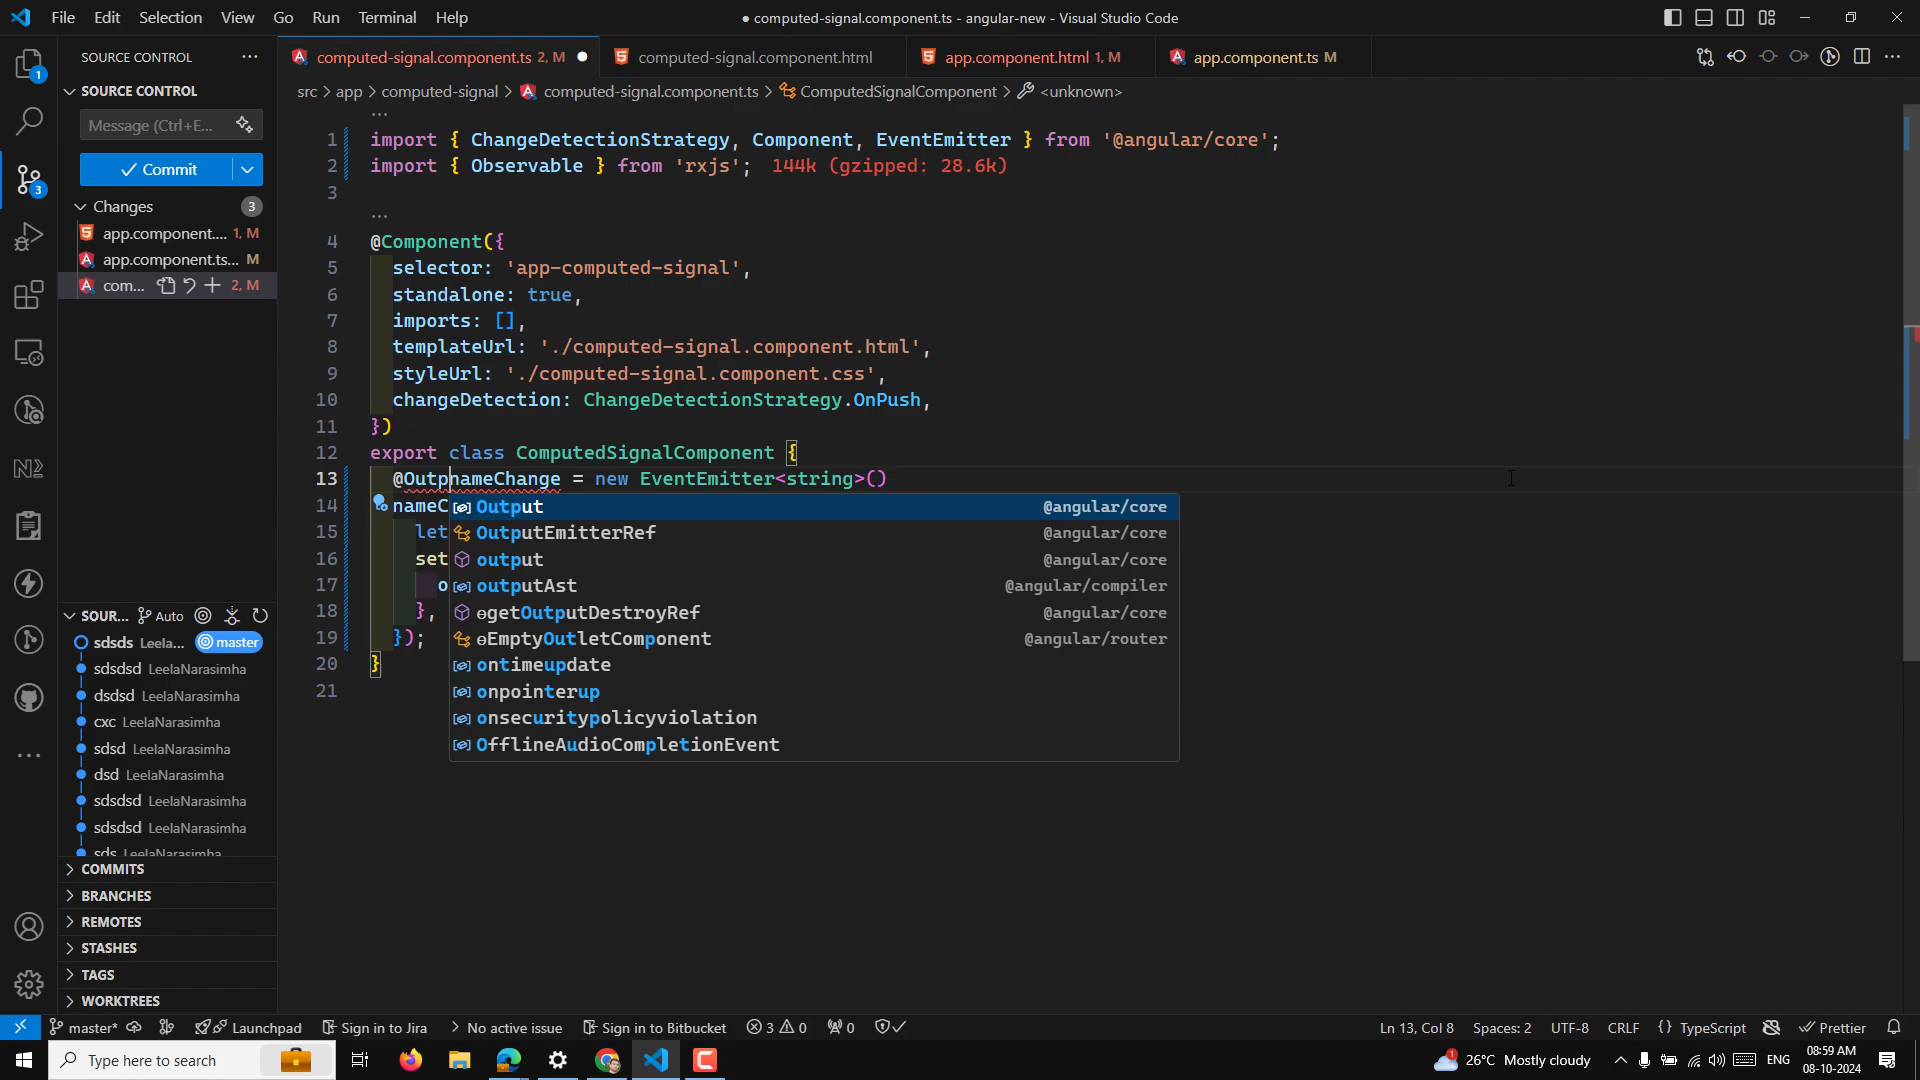 File Edit Selection View Go Run Terminal Help
● computed-signal.component.ts - angular-new - Visual Studio Code
SOURCE CONTROL
computed-signal.component.ts 2, M
computed-signal.component.html
app.component.html 1, M
app.component.ts M
src > app > computed-signal > computed-signal.component.ts > ComputedSignalComponent > <unknown>
1
SOURCE CONTROL
Message (Ctrl+E...
Commit
Changes 3
app.component.... 1, M
app.component.ts... M
com... 2, M
3
1 import { ChangeDetectionStrategy, Component, EventEmitter } from '@angular/core';
2 import { Observable } from 'rxjs'; 144k (gzipped: 28.6k)
3
4 @Component({
5 selector: 'app-computed-signal',
6 standalone: true,
7 imports: [],
8 templateUrl: './computed-signal.component.html',
9 styleUrl: './computed-signal.component.css',
10 changeDetection: ChangeDetectionStrategy.OnPush,
11 })
12 export class ComputedSignalComponent {
13 @OutpnameChange = new EventEmitter<string>()
14 nameC
15 let
16 set
17 o
18 },
19 });
20 }
21
Output @angular/core
OutputEmitterRef @angular/core
output @angular/core
outputAst @angular/compiler
ɵgetOutputDestroyRef @angular/core
ɵEmptyOutletComponent @angular/router
ontimeupdate
onpointerup
onsecuritypolicyviolation
OfflineAudioCompletionEvent
SOUR... Auto
sdsds Leela... master
sdsdsd LeelaNarasimha
dsdsd LeelaNarasimha
cxc LeelaNarasimha
sdsd LeelaNarasimha
dsd LeelaNarasimha
sdsdsd LeelaNarasimha
sdsdsd LeelaNarasimha
sds LeelaNarasimha
COMMITS
BRANCHES
REMOTES
STASHES
TAGS
WORKTREES
master* Launchpad Sign in to Jira No active issue Sign in to Bitbucket 3 0 0
Ln 13, Col 8 Spaces: 2 UTF-8 CRLF {} TypeScript Prettier
Type here to search
1 26°C Mostly cloudy ENG
08:59 AM
08-10-2024